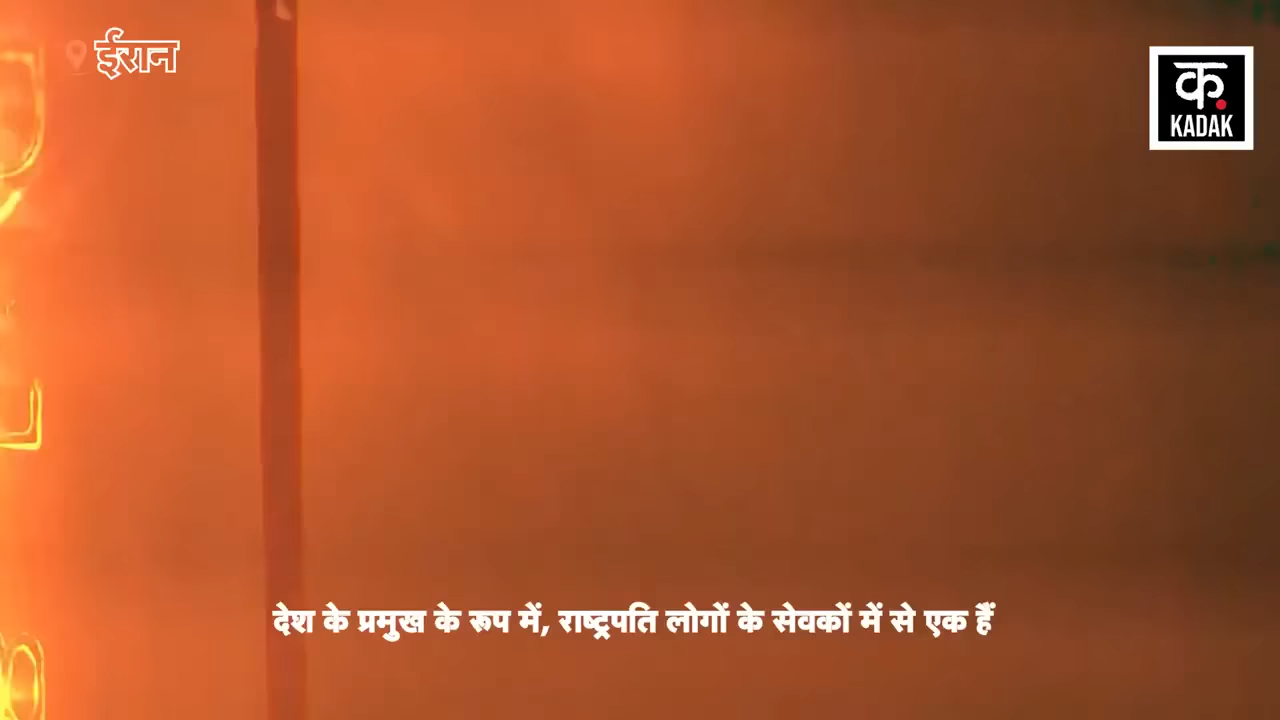 ईरान
क
KADAK
देश के प्रमुख के रूप में, राष्ट्रपति लोगों के सेवकों में से एक हैं